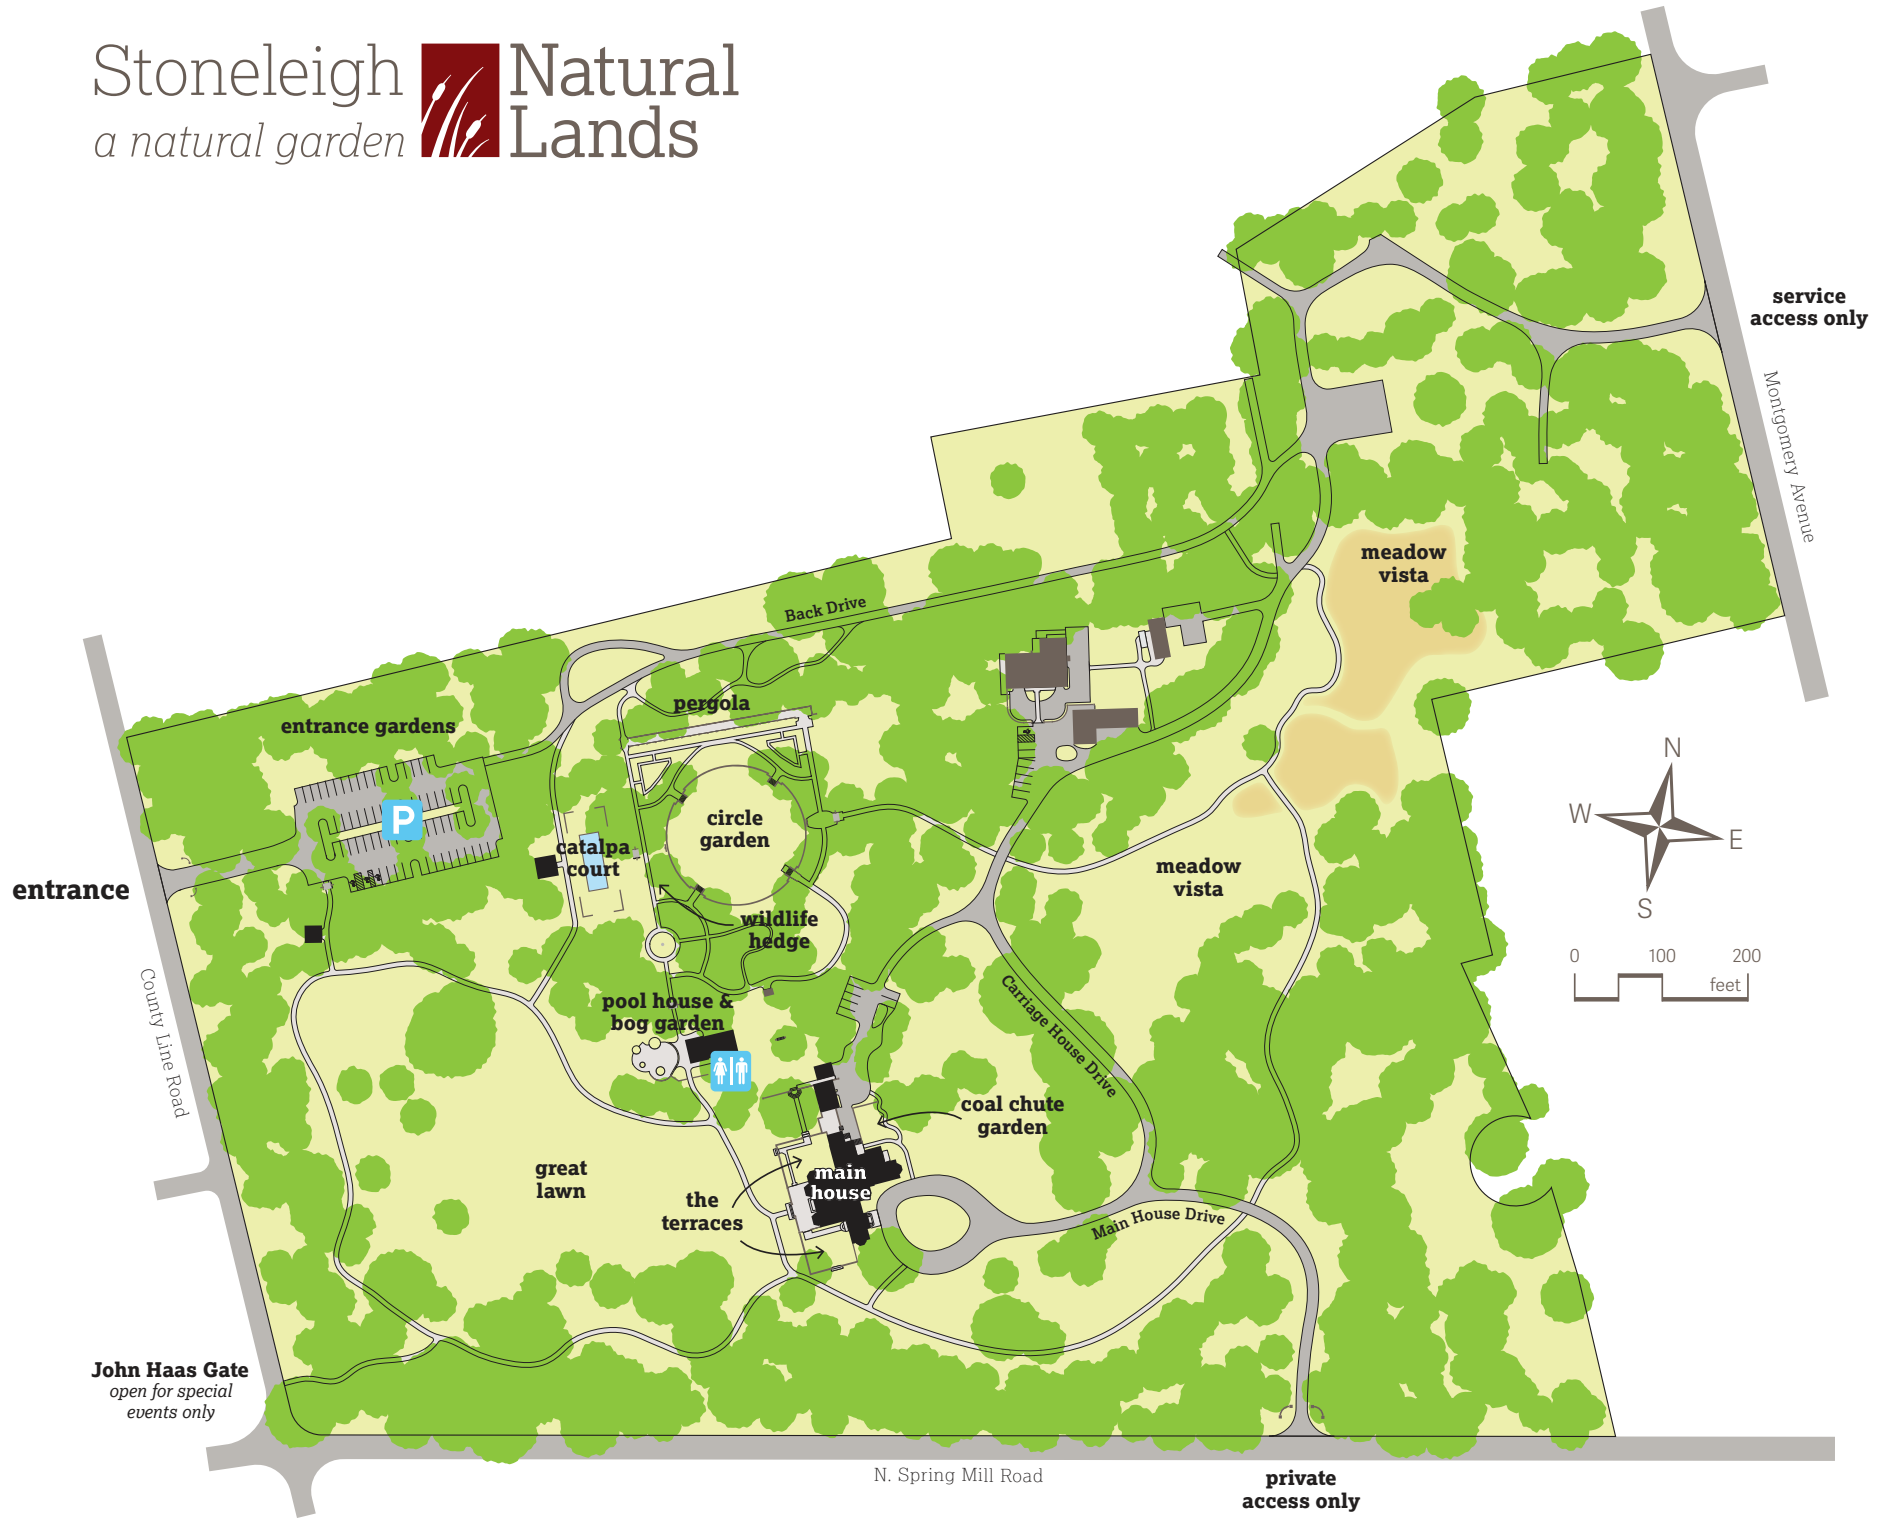 Stoneleigh
a natural garden
Natural
Lands
service
access only
Montgomery Avenue
meadow
vista
Back Drive
pergola
entrance gardens
P
circle
garden
catalpa
court
entrance
wildlife
hedge
meadow
vista
N
W
E
S
0 100 200
feet
County Line Road
pool house &
bog garden
Carriage House Drive
coal chute
garden
great
lawn
main
house
the
terraces
Main House Drive
John Haas Gate
open for special
events only
N. Spring Mill Road
private
access only